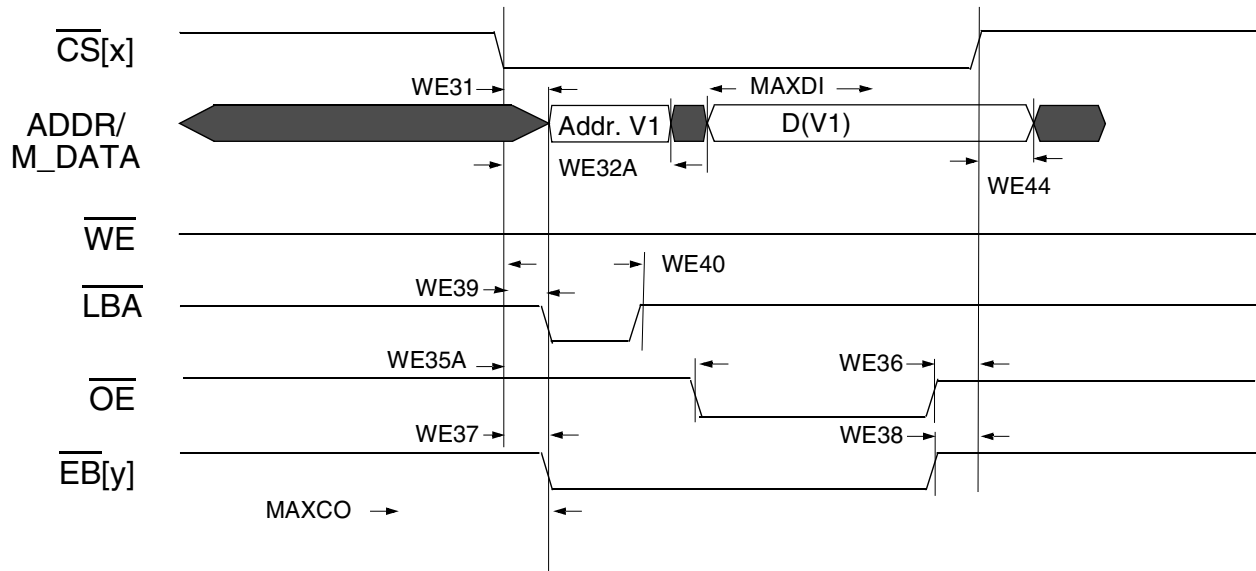 CS[x]
WE31
MAXDI
ADDR/
M_DATA
Addr. V1
D(V1)
WE32A
WE44
WE
WE40
WE39
LBA
WE35A
WE36
OE
WE37
WE38
EB[y]
MAXCO